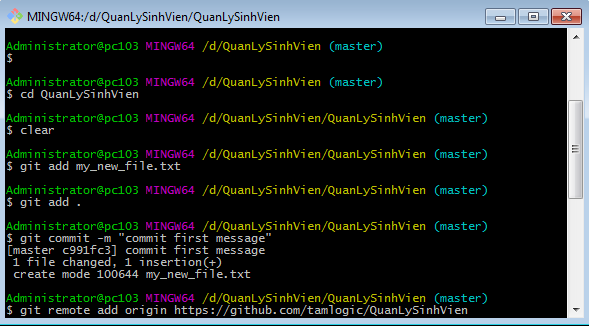 MINGW64:/d/QuanLySinhVien/QuanLySinhVien
Administrator@pc103 MINGW64 /d/QuanLySinhVien (master)
$
Administrator@pc103 MINGW64 /d/QuanLySinhVien (master)
$ cd QuanLySinhVien
Administrator@pc103 MINGW64 /d/QuanLySinhVien/QuanLySinhVien (master)
$ clear
Administrator@pc103 MINGW64 /d/QuanLySinhVien/QuanLySinhVien (master)
$ git add my_new_file.txt
Administrator@pc103 MINGW64 /d/QuanLySinhVien/QuanLySinhVien (master)
$ git add .
Administrator@pc103 MINGW64 /d/QuanLySinhVien/QuanLySinhVien (master)
$ git commit -m "commit first message"
[master c991fc3] commit first message
1 file changed, 1 insertion(+)
create mode 100644 my_new_file.txt
Administrator@pc103 MINGW64 /d/QuanLySinhVien/QuanLySinhVien (master)
$ git remote add origin https://github.com/tamlogic/QuanLySinhVien